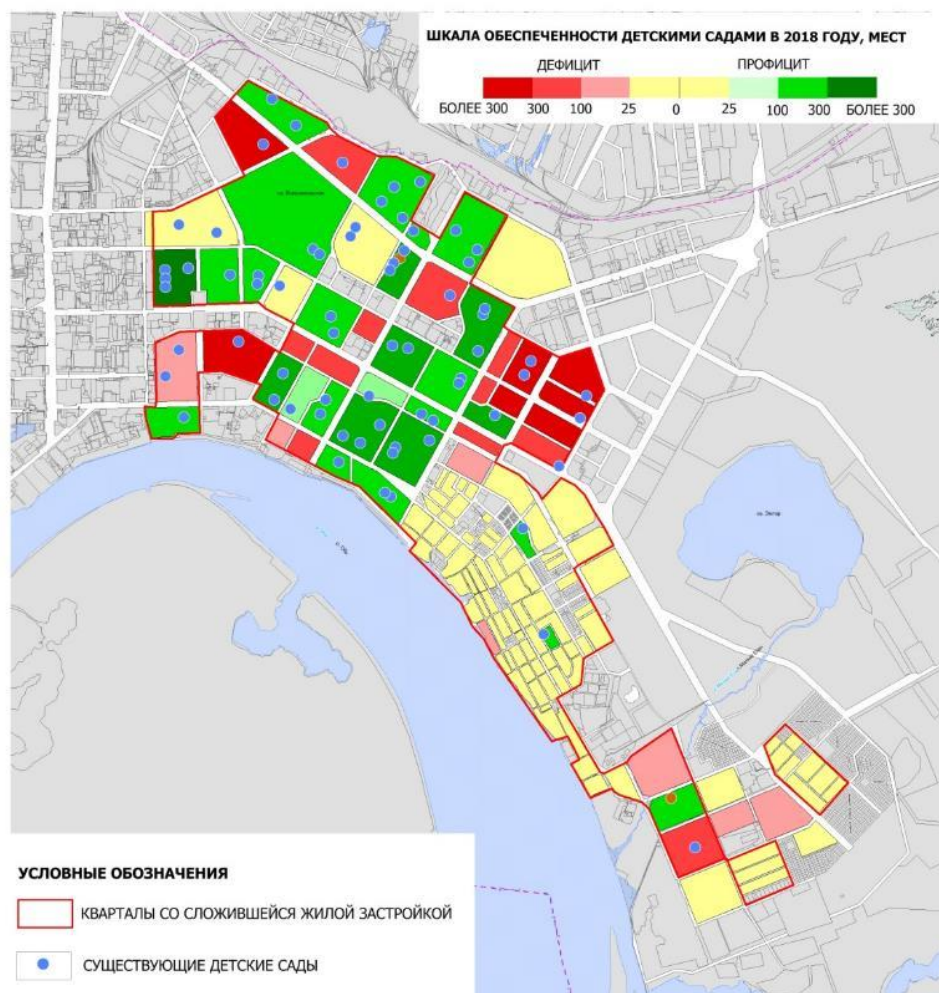 ШКАЛА ОБЕСПЕЧЕННОСТИ ДЕТСКИМИ САДАМИ В 2018 ГОДУ, МЕСТ
ДЕФИЦИТ ПРОФИЦИТ
БОЛЕЕ 300 300 100 25 0 25 100 300 БОЛЕЕ 300
р. Обь
УСЛОВНЫЕ ОБОЗНАЧЕНИЯ
КВАРТАЛЫ СО СЛОЖИВШЕЙСЯ ЖИЛОЙ ЗАСТРОЙКОЙ
СУЩЕСТВУЮЩИЕ ДЕТСКИЕ САДЫ